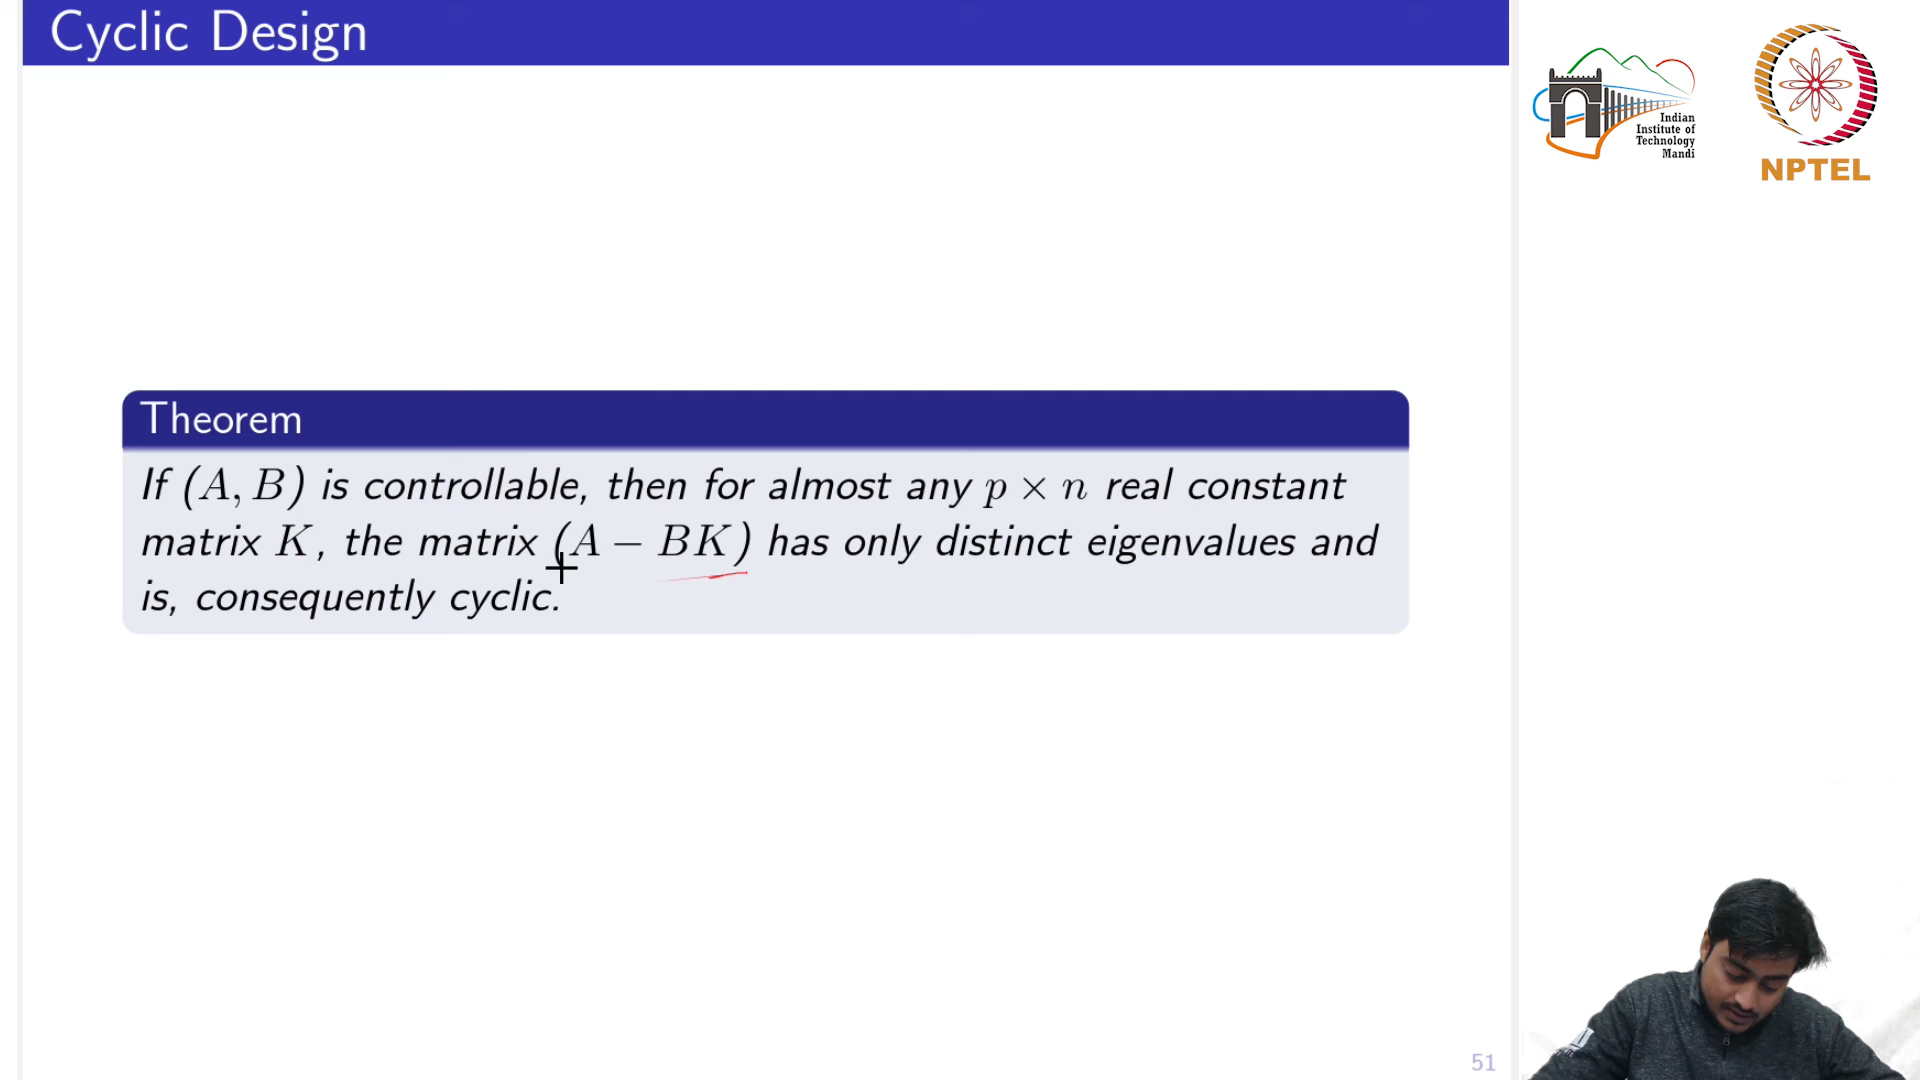 Cyclic Design
Theorem
If (A, B) is controllable, then for almost any p × n real constant
matrix K, the matrix (A − BK) has only distinct eigenvalues and
is, consequently cyclic.
51
Indian
Institute of
Technology
Mandi
NPTEL